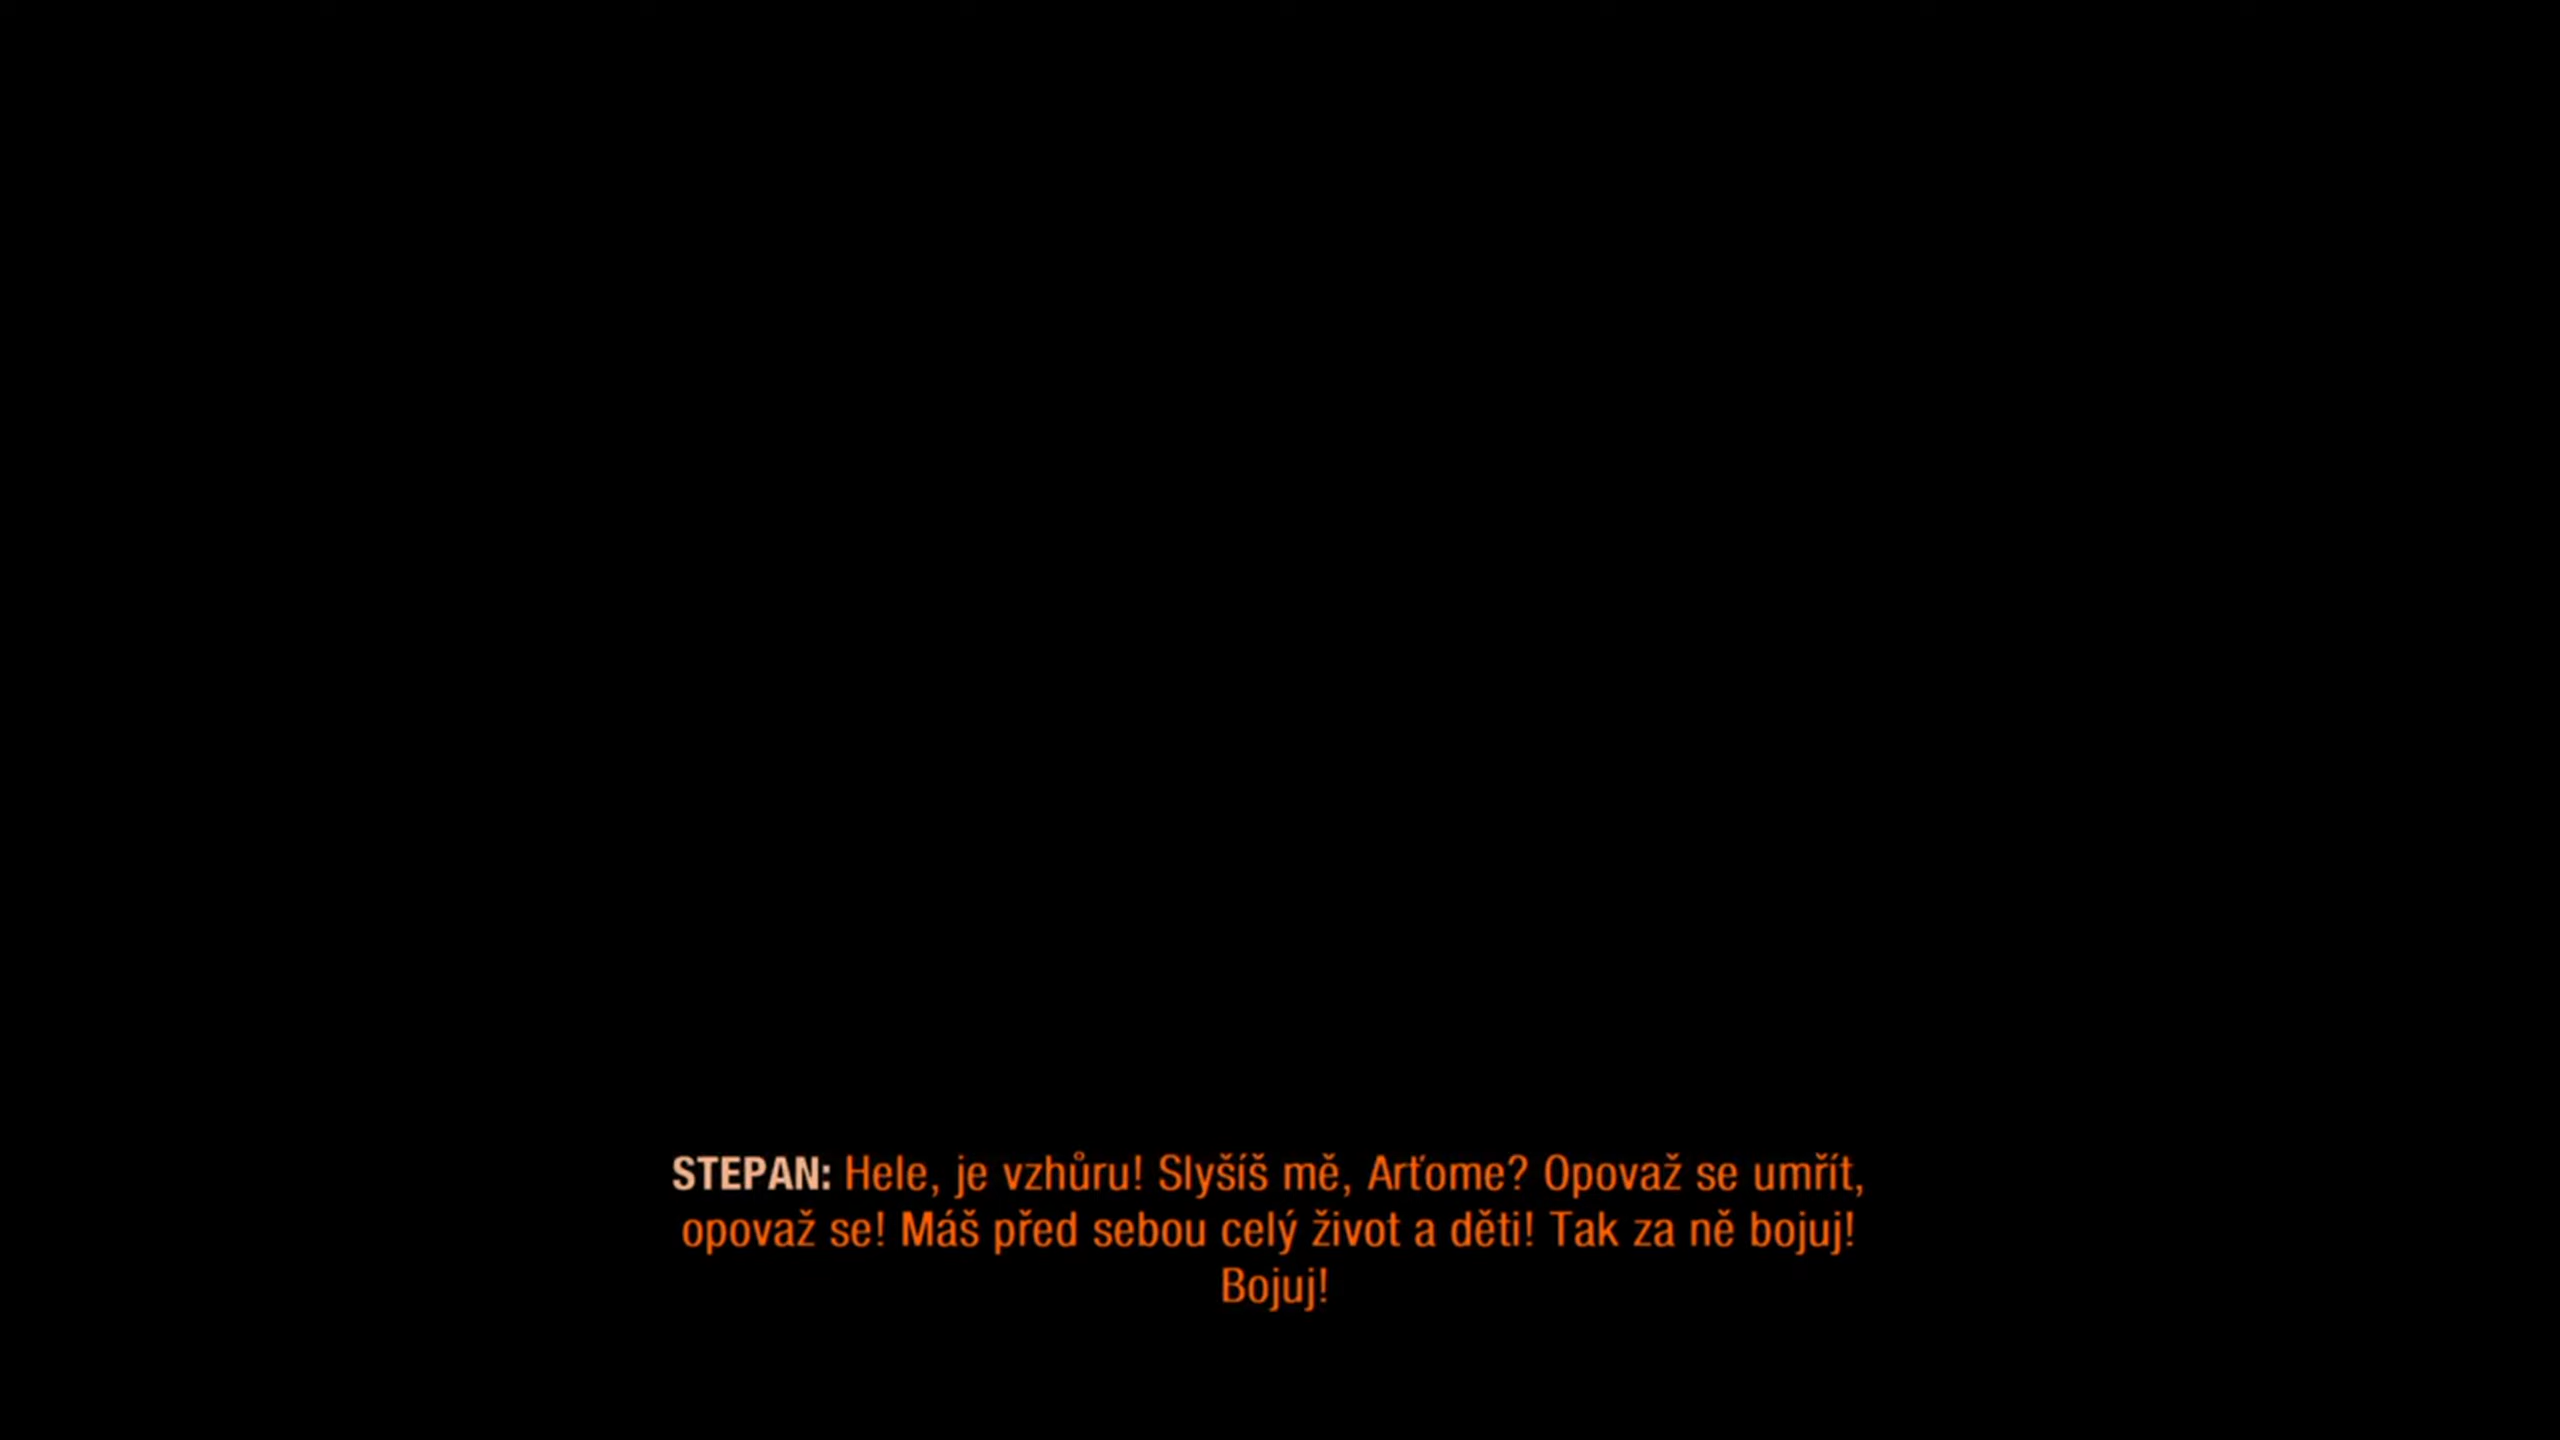 STEPAN: Hele, je vzhůru! Slyšíš mě, Arťome? Opovaž se umřít,
opovaž se! Máš před sebou celý život a děti! Tak za ně bojuj!
Bojuj!